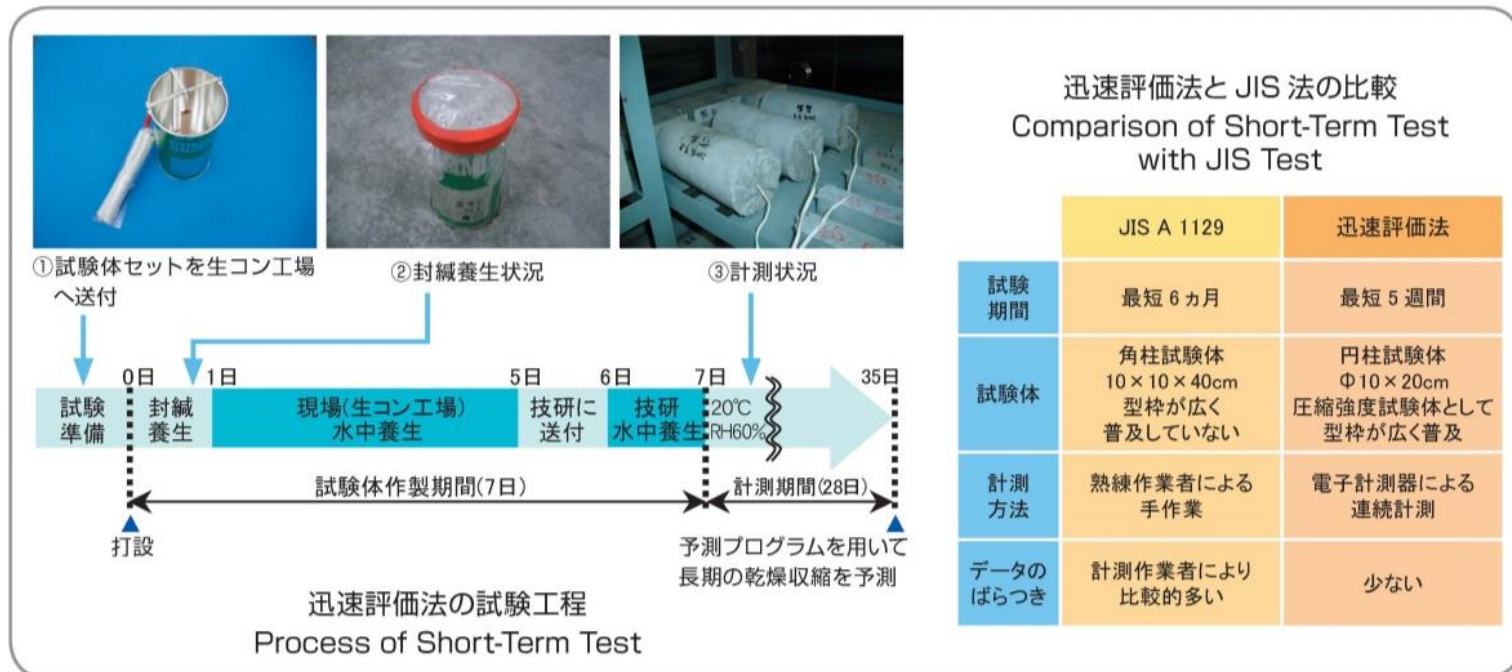 ①試験体セットを生コン工場
へ送付
②封緘養生状況
③計測状況
0日
1日
5日
6日
7日
35日
試験
準備
封緘
養生
現場(生コン工場)
水中養生
技研に
送付
技研
水中養生
20℃
RH60%
試験体作製期間(7日)
計測期間(28日)
打設
予測プログラムを用いて
長期の乾燥収縮を予測
迅速評価法の試験工程
Process of Short-Term Test
迅速評価法と JIS 法の比較
Comparison of Short-Term Test
with JIS Test
JIS A 1129
迅速評価法
試験
期間
最短 6 ヵ月
最短 5 週間
試験体
角柱試験体
10×10×40cm
型枠が広く
普及していない
円柱試験体
Φ10×20cm
圧縮強度試験体として
型枠が広く普及
計測
方法
熟練作業者による
手作業
電子計測器による
連続計測
データの
ばらつき
計測作業者により
比較的多い
少ない